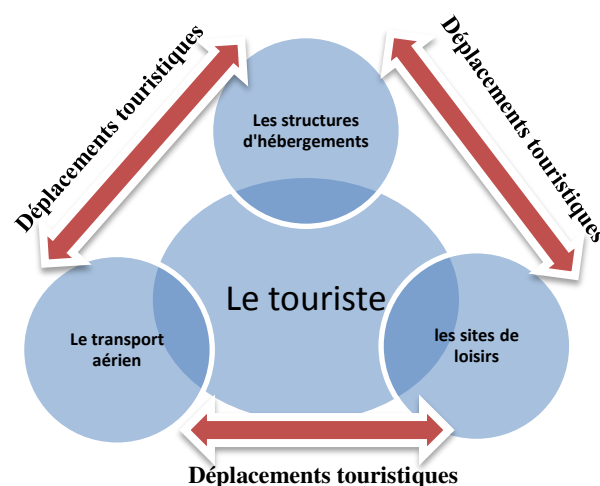 Déplacements touristiques
Déplacements touristiques
Les structures
d'hébergements
Le touriste
Le transport
aérien
les sites de
loisirs
Déplacements touristiques